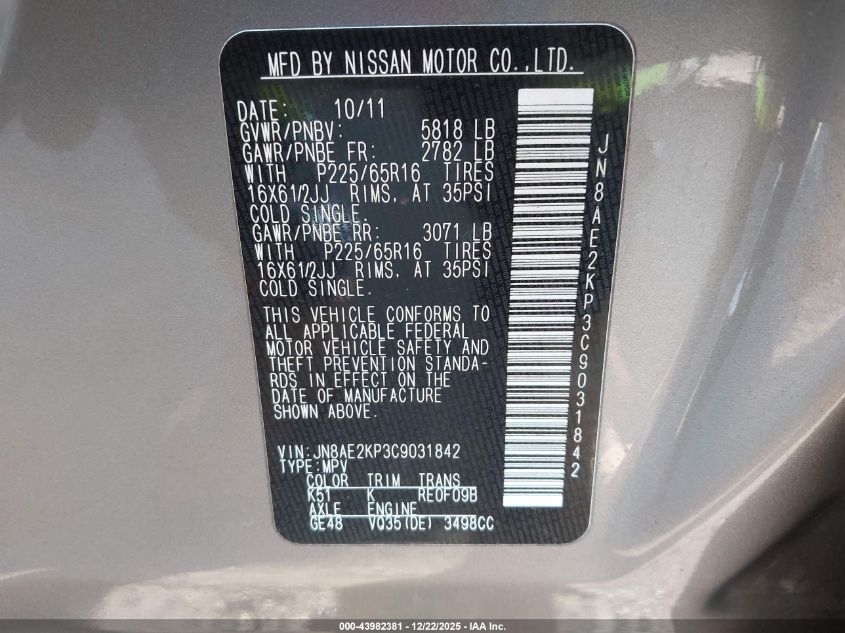 MFD BY NISSAN MOTOR CO.,LTD.
DATE: 10/11
GVWR/PNBV: 5818 LB
GAWR/PNBE FR: 2782 LB
WITH P225/65R16 TIRES
16X61/2JJ RIMS, AT 35PSI
COLD SINGLE.
GAWR/PNBE RR: 3071 LB
WITH P225/65R16 TIRES
16X61/2JJ RIMS, AT 35PSI
COLD SINGLE.
THIS VEHICLE CONFORMS TO
ALL APPLICABLE FEDERAL
MOTOR VEHICLE SAFETY AND
THEFT PREVENTION STANDA-
RDS IN EFFECT ON THE
DATE OF MANUFACTURE
SHOWN ABOVE.
VIN:JN8AE2KP3C9031842
TYPE:MPV
COLOR TRIM TRANS
K51 K RE0F09B
AXLE ENGINE
GE48 VQ35(DE) 3498CC
JN8AE2KP3C9031842
000-43982381 - 12/22/2025 - IAA Inc.